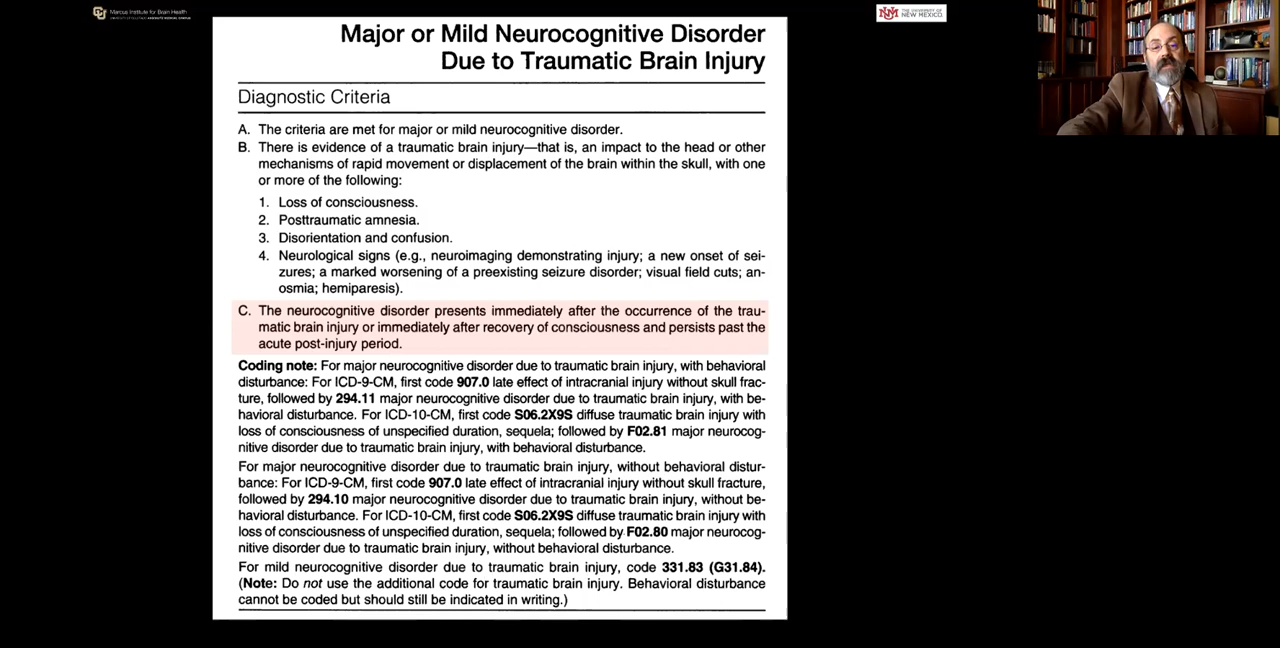 Marcus Institute for Brain Health
THE UNIVERSITY OF
NEW MEXICO
NM
Major or Mild Neurocognitive Disorder
Due to Traumatic Brain Injury
Diagnostic Criteria
A. The criteria are met for major or mild neurocognitive disorder.
B. There is evidence of a traumatic brain injury—that is, an impact to the head or other
mechanisms of rapid movement or displacement of the brain within the skull, with one
or more of the following:
1. Loss of consciousness.
2. Posttraumatic amnesia.
3. Disorientation and confusion.
4. Neurological signs (e.g., neuroimaging demonstrating injury; a new onset of sei-
zures; a marked worsening of a preexisting seizure disorder; visual field cuts; an-
osmia; hemiparesis).
C. The neurocognitive disorder presents immediately after the occurrence of the trau-
matic brain injury or immediately after recovery of consciousness and persists past the
acute post-injury period.
Coding note: For major neurocognitive disorder due to traumatic brain injury, with behavioral
disturbance: For ICD-9-CM, first code 907.0 late effect of intracranial injury without skull frac-
ture, followed by 294.11 major neurocognitive disorder due to traumatic brain injury, with be-
havioral disturbance. For ICD-10-CM, first code S06.2X9S diffuse traumatic brain injury with
loss of consciousness of unspecified duration, sequela; followed by F02.81 major neurocog-
nitive disorder due to traumatic brain injury, with behavioral disturbance.
For major neurocognitive disorder due to traumatic brain injury, without behavioral distur-
bance: For ICD-9-CM, first code 907.0 late effect of intracranial injury without skull fracture,
followed by 294.10 major neurocognitive disorder due to traumatic brain injury, without be-
havioral disturbance. For ICD-10-CM, first code S06.2X9S diffuse traumatic brain injury with
loss of consciousness of unspecified duration, sequela; followed by F02.80 major neurocog-
nitive disorder due to traumatic brain injury, without behavioral disturbance.
For mild neurocognitive disorder due to traumatic brain injury, code 331.83 (G31.84).
(Note: Do not use the additional code for traumatic brain injury. Behavioral disturbance
cannot be coded but should still be indicated in writing.)